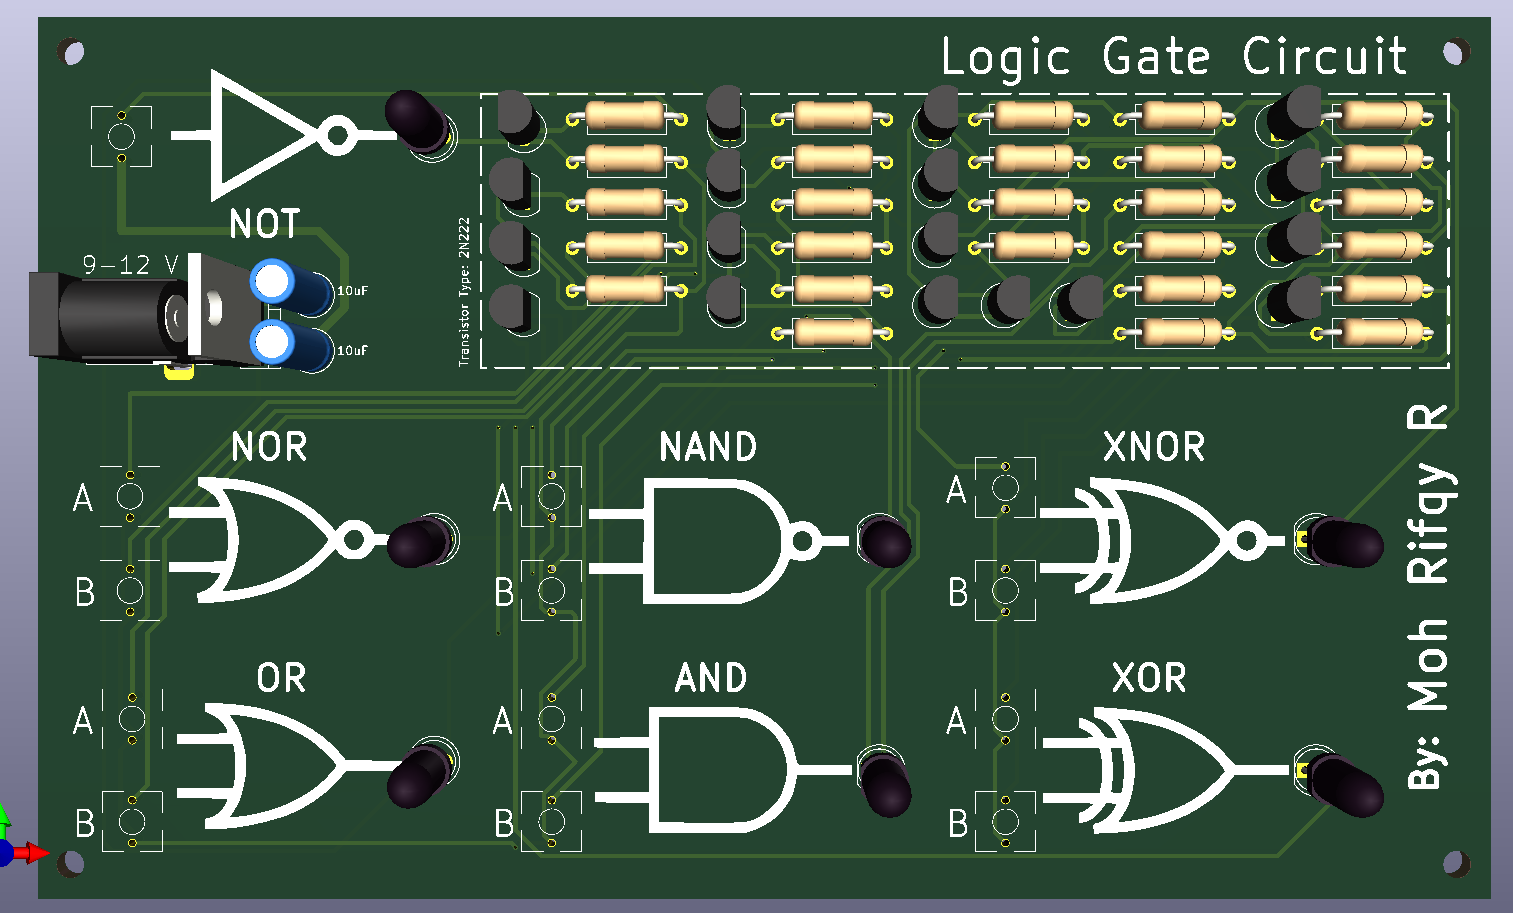 Logic Gate Circuit
NOT
9-12 V
10uF
10uF
Transistor Type: 2N222
NOR
NAND
XNOR
A
A
A
B
B
B
OR
AND
XOR
A
A
A
B
B
B
By: Moh Rifqy R